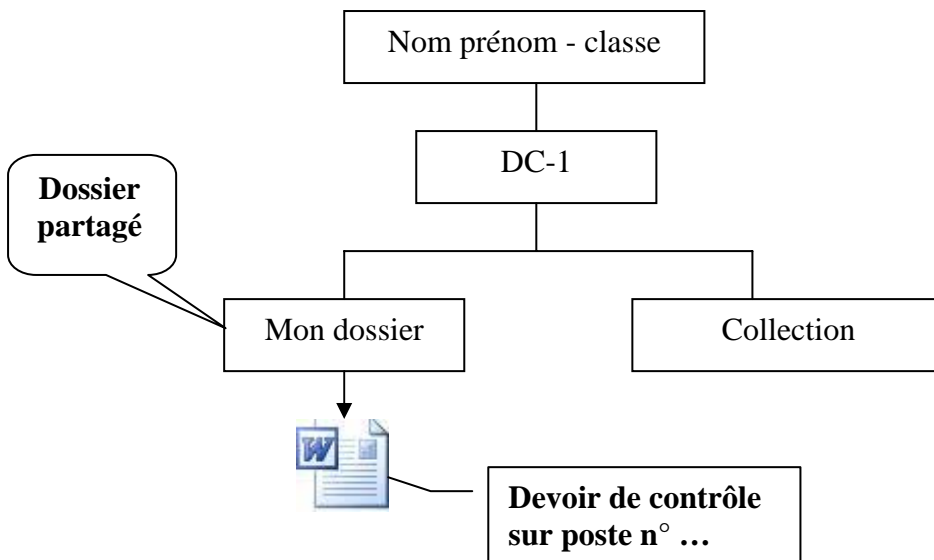 Nom prénom - classe
DC-1
Dossier
partagé
Mon dossier
Collection
W
Devoir de contrôle
sur poste n° …